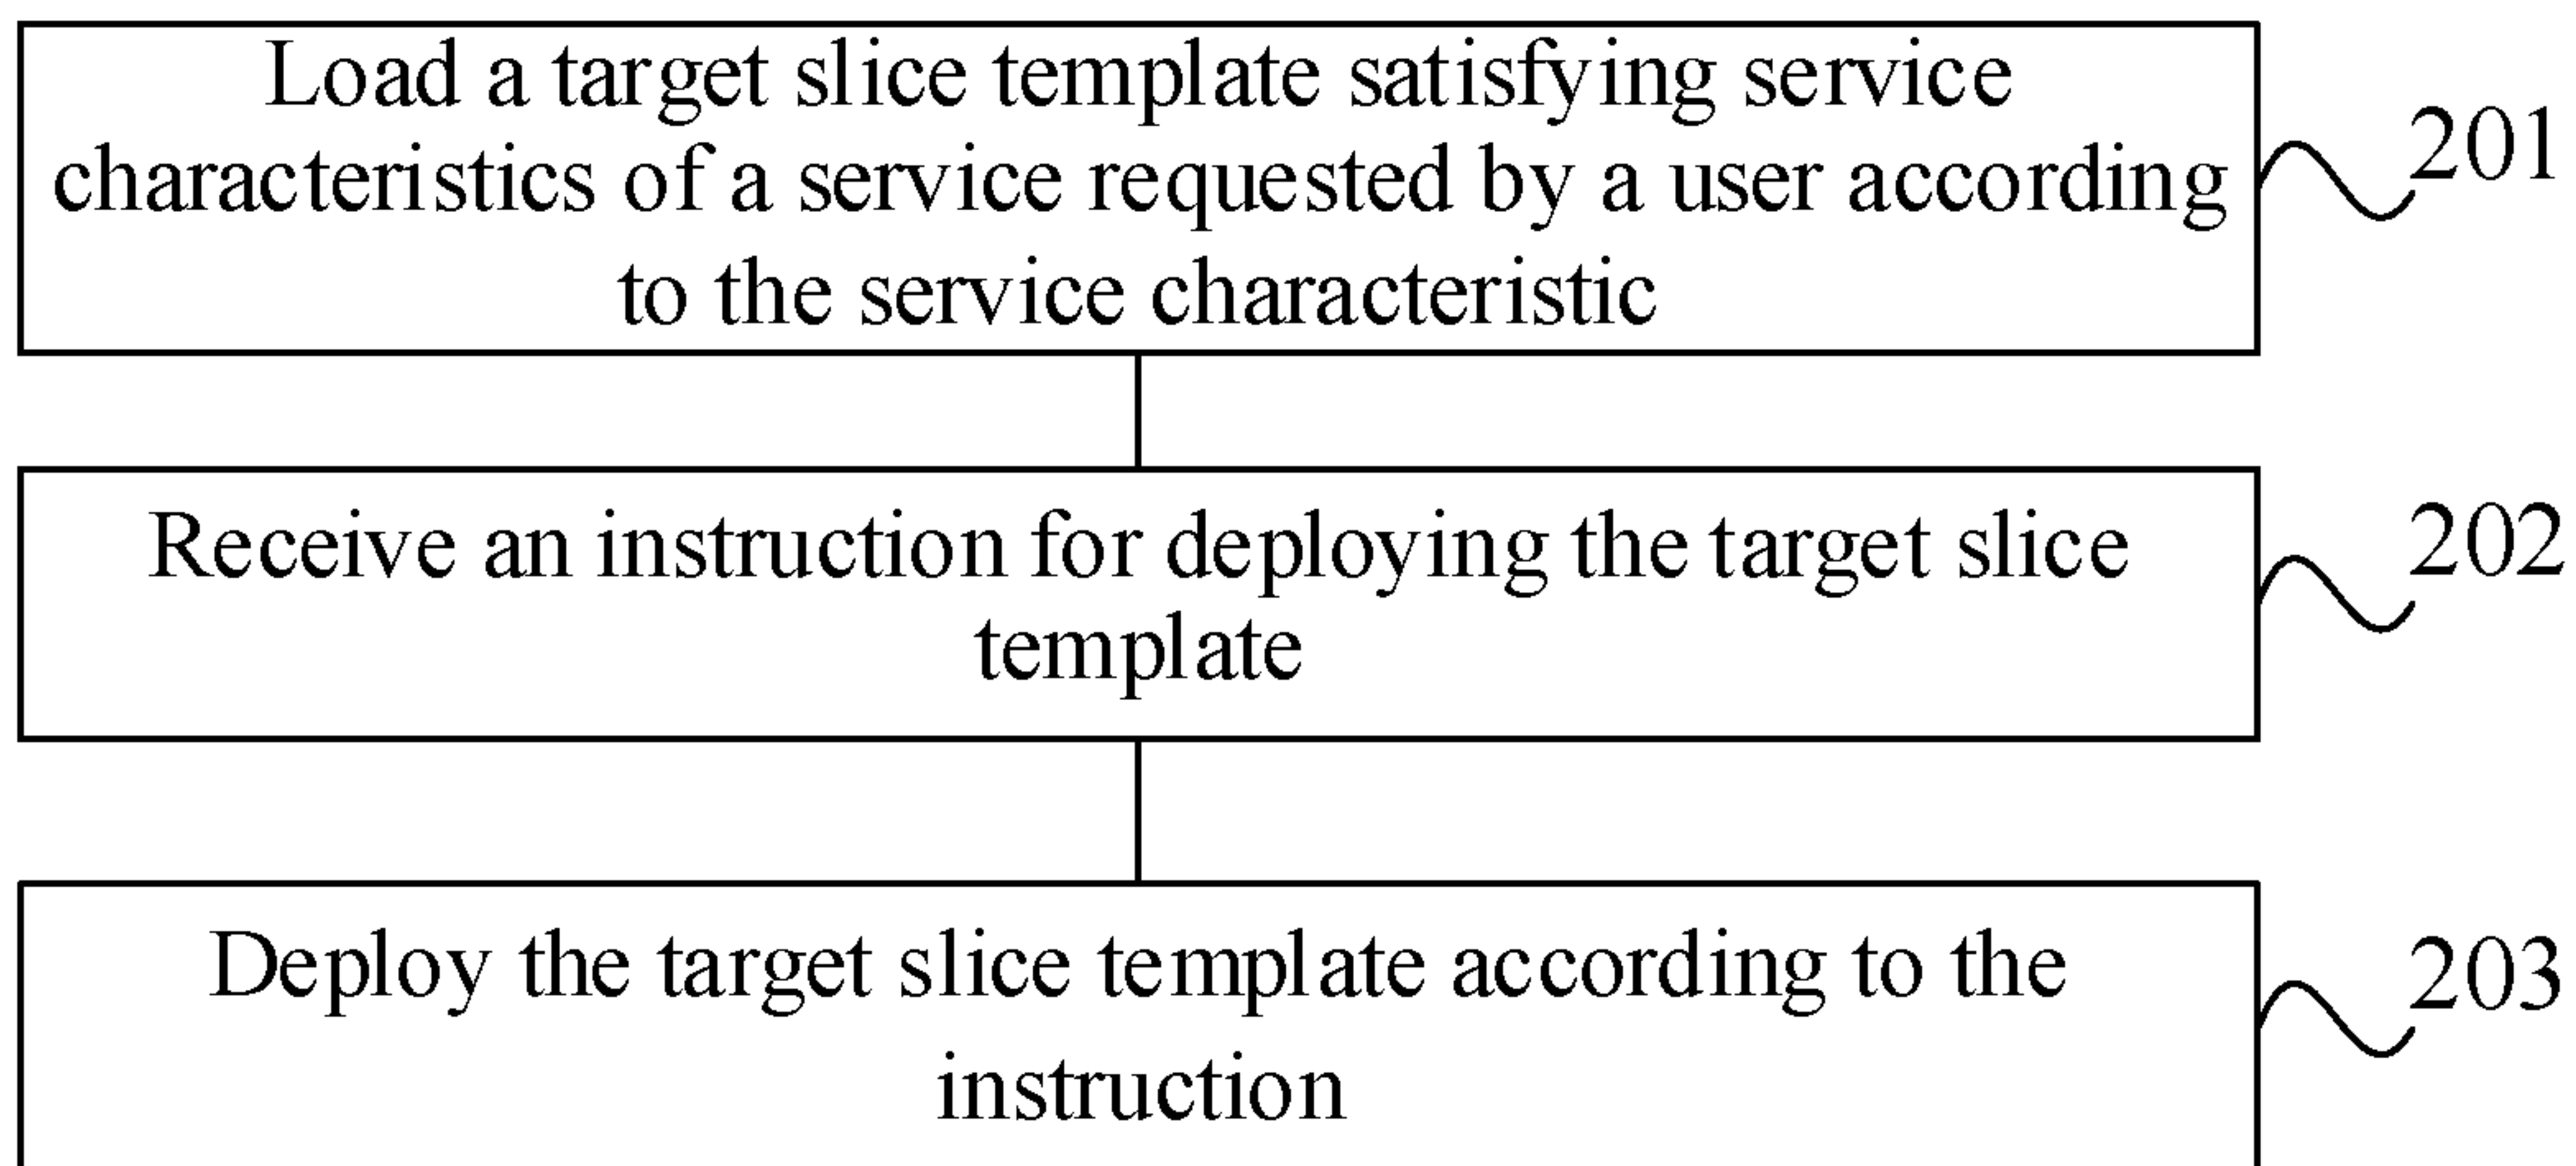 Load a target slice template satisfying service
characteristics of a service requested by a user according
to the service characteristic
201
Receive an instruction for deploying the target slice
template
202
Deploy the target slice template according to the
instruction
203